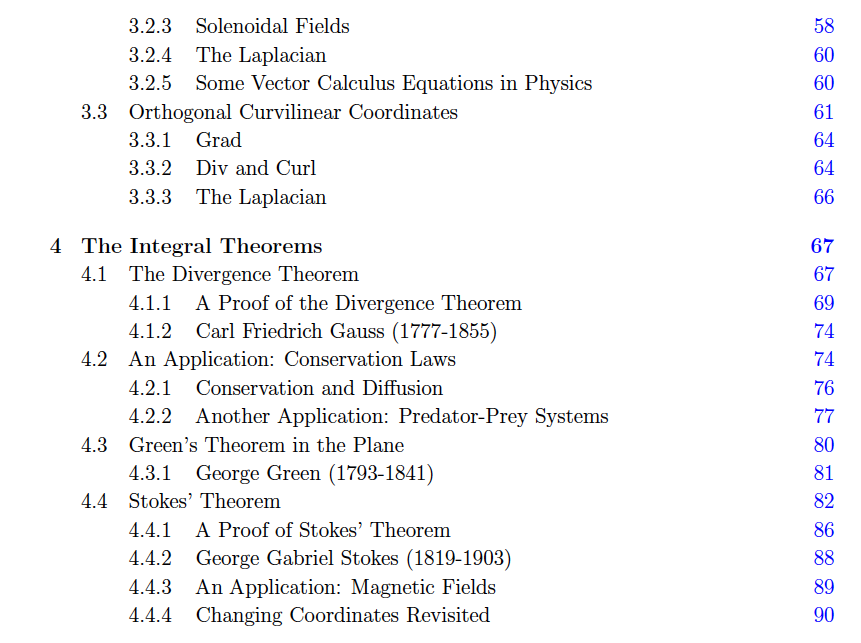 3.2.3 Solenoidal Fields 58
3.2.4 The Laplacian 60
3.2.5 Some Vector Calculus Equations in Physics 60
3.3 Orthogonal Curvilinear Coordinates 61
3.3.1 Grad 64
3.3.2 Div and Curl 64
3.3.3 The Laplacian 66
4 The Integral Theorems 67
4.1 The Divergence Theorem 67
4.1.1 A Proof of the Divergence Theorem 69
4.1.2 Carl Friedrich Gauss (1777-1855) 74
4.2 An Application: Conservation Laws 74
4.2.1 Conservation and Diffusion 76
4.2.2 Another Application: Predator-Prey Systems 77
4.3 Green's Theorem in the Plane 80
4.3.1 George Green (1793-1841) 81
4.4 Stokes' Theorem 82
4.4.1 A Proof of Stokes' Theorem 86
4.4.2 George Gabriel Stokes (1819-1903) 88
4.4.3 An Application: Magnetic Fields 89
4.4.4 Changing Coordinates Revisited 90